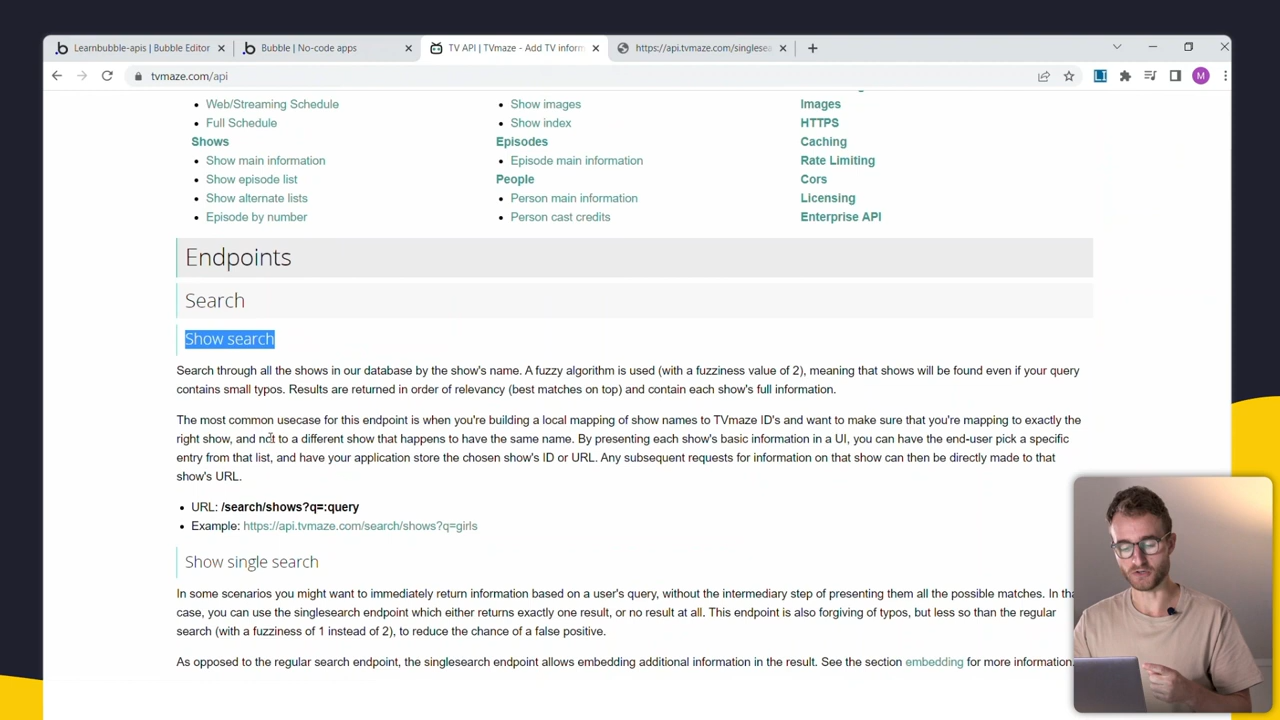 Learnbubble-apis | Bubble Editor
Bubble | No-code apps
TV API | TVmaze - Add TV inform
https://api.tvmaze.com/singlesea
tvmaze.com/api
M
Web/Streaming Schedule
Full Schedule
Shows
Show main information
Show episode list
Show alternate lists
Episode by number
Show images
Show index
Episodes
Episode main information
People
Person main information
Person cast credits
Images
HTTPS
Caching
Rate Limiting
Cors
Licensing
Enterprise API
Endpoints
Search
Show search
Search through all the shows in our database by the show's name. A fuzzy algorithm is used (with a fuzziness value of 2), meaning that shows will be found even if your query
contains small typos. Results are returned in order of relevancy (best matches on top) and contain each show's full information.
The most common usecase for this endpoint is when you're building a local mapping of show names to TVmaze ID's and want to make sure that you're mapping to exactly the
right show, and not to a different show that happens to have the same name. By presenting each show's basic information in a UI, you can have the end-user pick a specific
entry from that list, and have your application store the chosen show's ID or URL. Any subsequent requests for information on that show can then be directly made to that
show's URL.
• URL: /search/shows?q=:query
• Example: https://api.tvmaze.com/search/shows?q=girls
Show single search
In some scenarios you might want to immediately return information based on a user's query, without the intermediary step of presenting them all the possible matches. In tha
case, you can use the singlesearch endpoint which either returns exactly one result, or no result at all. This endpoint is also forgiving of typos, but less so than the regular
search (with a fuzziness of 1 instead of 2), to reduce the chance of a false positive.
As opposed to the regular search endpoint, the singlesearch endpoint allows embedding additional information in the result. See the section embedding for more information.